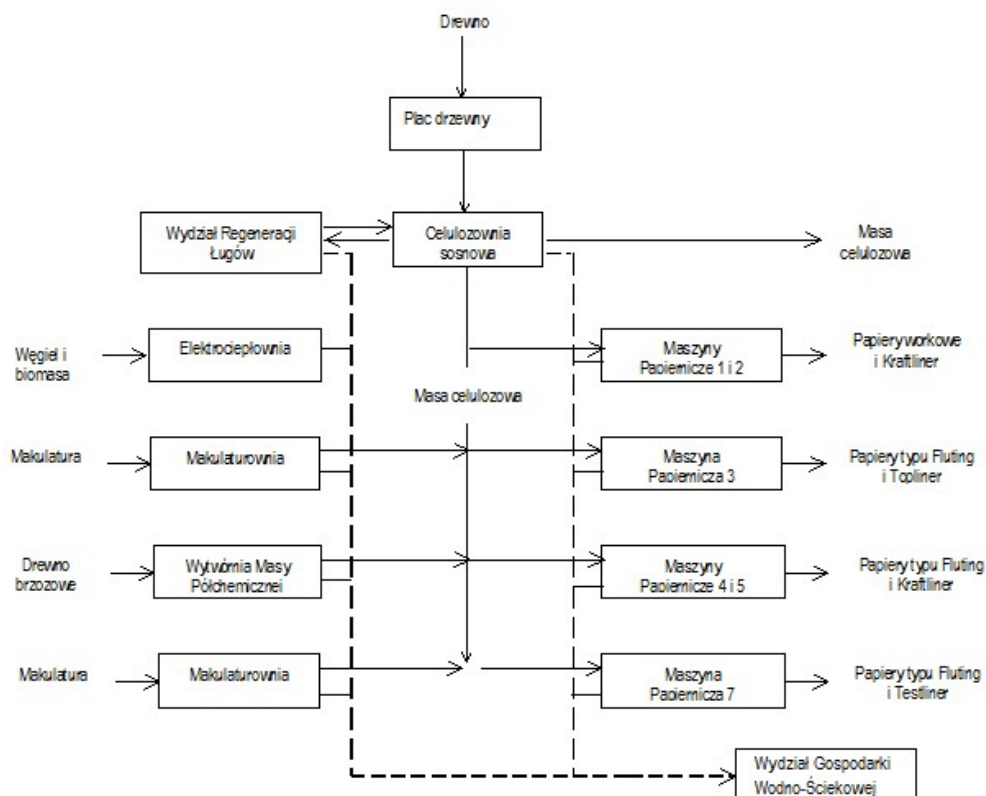 Drewno
Plac drzewny
Wydział Regeneracji
Ługów
Celulozownia
sosnowa
Masa
celulozowa
Węgiel i
biomasa
Elektrociepłownia
Maszyny
Papiernicze 1 i 2
Papiery workowe
i Kraftliner
Masa celulozowa
Makulatura
Makulaturownia
Maszyna
Papiernicza 3
Papiery typu Fluting
i Topliner
Drewno
brzozowe
Wytwórnia Masy
Półchemicznej
Maszyny
Papiernicze 4 i 5
Papiery typu Fluting
i Kraftliner
Makulatura
Makulaturownia
Maszyna
Papiernicza 7
Papiery typu Fluting
i Testliner
Wydział Gospodarki
Wodno-Ściekowej